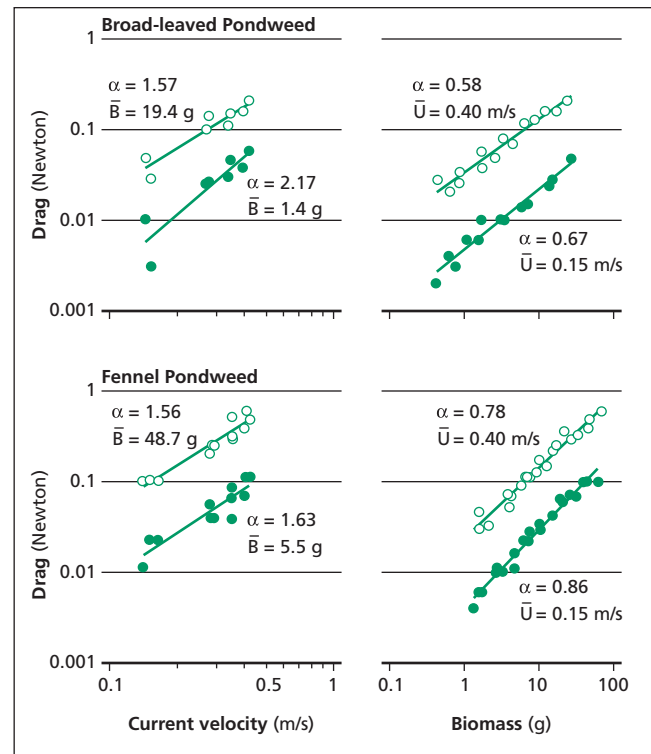 Broad-leaved Pondweed
1
0.1
0.01
0.001
Drag (Newton)
α = 1.57
B̄ = 19.4 g
α = 2.17
B̄ = 1.4 g
α = 0.58
Ū = 0.40 m/s
α = 0.67
Ū = 0.15 m/s
Fennel Pondweed
1
0.1
0.01
0.001
Drag (Newton)
α = 1.56
B̄ = 48.7 g
α = 1.63
B̄ = 5.5 g
α = 0.78
Ū = 0.40 m/s
α = 0.86
Ū = 0.15 m/s
0.1 0.5
Current velocity (m/s)
0.1 1 10 100
Biomass (g)